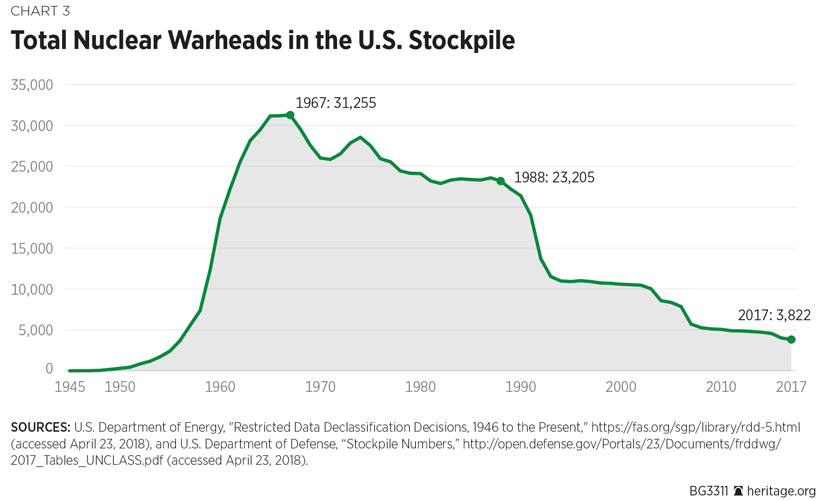 CHART 3
Total Nuclear Warheads in the U.S. Stockpile
35,000
30,000
25,000
20,000
15,000
10,000
5,000
0
1967: 31,255
1988: 23,205
2017: 3,822
1945 1950 1960 1970 1980 1990 2000 2010 2017
SOURCES: U.S. Department of Energy, "Restricted Data Declassification Decisions, 1946 to the Present," https://fas.org/sgp/library/rdd-5.html
(accessed April 23, 2018), and U.S. Department of Defense, “Stockpile Numbers,” http://open.defense.gov/Portals/23/Documents/frddwg/
2017_Tables_UNCLASS.pdf (accessed April 23, 2018).
BG3311 heritage.org